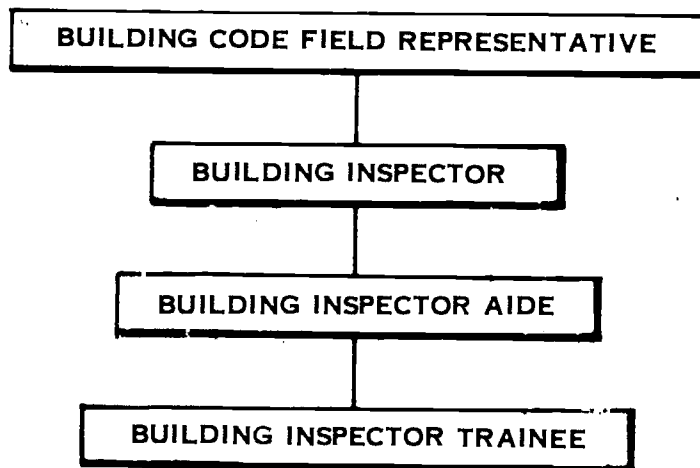 BUILDING CODE FIELD REPRESENTATIVE
BUILDING INSPECTOR
BUILDING INSPECTOR AIDE
BUILDING INSPECTOR TRAINEE